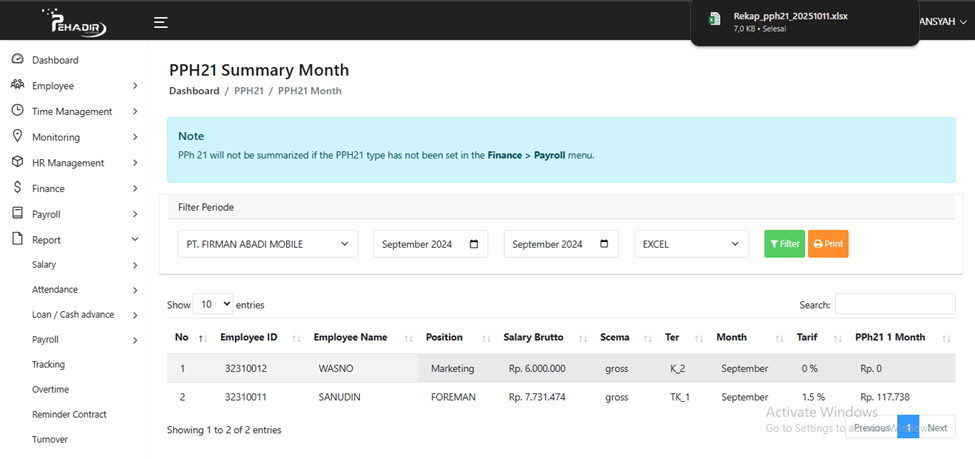 PEHADIR
Rekap_pph21_20251011.xlsx
7,0 KB • Selesai
ANSYAH
Dashboard
Employee
Time Management
Monitoring
HR Management
Finance
Payroll
Report
Salary
Attendance
Loan / Cash advance
Payroll
Tracking
Overtime
Reminder Contract
Turnover
PPH21 Summary Month
Dashboard / PPH21 / PPH21 Month
Note
PPh 21 will not be summarized if the PPH21 type has not been set in the Finance > Payroll menu.
Filter Periode
PT. FIRMAN ABADI MOBILE September 2024 September 2024 EXCEL Filter Print
Show 10 entries Search:
No Employee ID Employee Name Position Salary Brutto Scema Ter Month Tarif PPh21 1 Month
1 32310012 WASNO Marketing Rp. 6.000.000 gross K_2 September 0 % Rp. 0
2 32310011 SANUDIN FOREMAN Rp. 7.731.474 gross TK_1 September 1.5 % Rp. 117.738
Activate Windows
Go to Settings to activate Windows.
Showing 1 to 2 of 2 entries Previous 1 Next